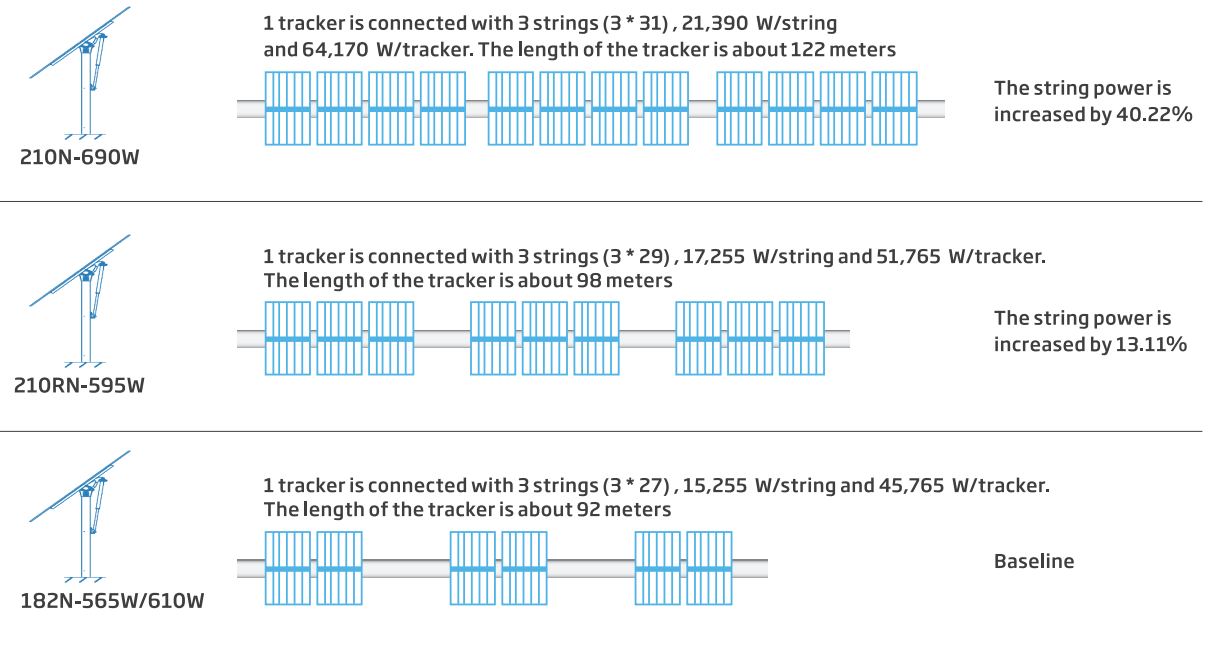 1 tracker is connected with 3 strings (3 * 31) , 21,390 W/string
and 64,170 W/tracker. The length of the tracker is about 122 meters
The string power is
increased by 40.22%
210N-690W
1 tracker is connected with 3 strings (3 * 29) , 17,255 W/string and 51,765 W/tracker.
The length of the tracker is about 98 meters
The string power is
increased by 13.11%
210RN-595W
1 tracker is connected with 3 strings (3 * 27) , 15,255 W/string and 45,765 W/tracker.
The length of the tracker is about 92 meters
Baseline
182N-565W/610W